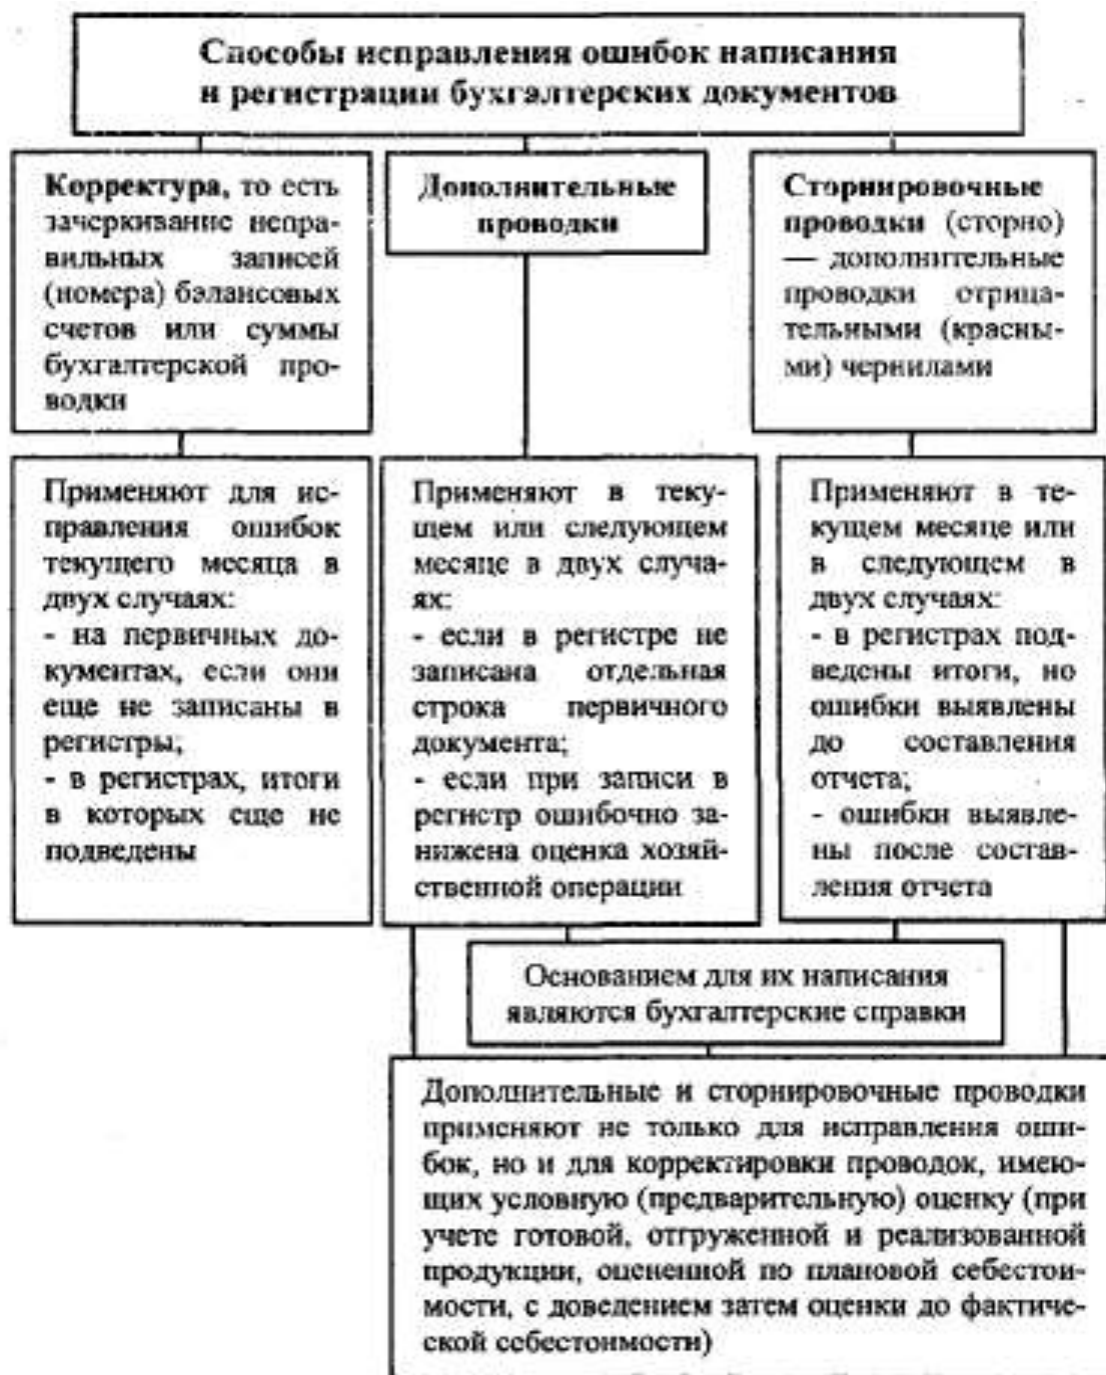 Способы исправления ошибок написания
и регистрации бухгалтерских документов
Корректура, то есть
зачеркивание непра-
вильных записей
(номера) балансовых
счетов или суммы
бухгалтерской про-
водки
Дополнительные
проводки
Сторнировочные
проводки (сторно)
— дополнительные
проводки отрица-
тельными (красны-
ми) чернилами
Применяют для ис-
правления ошибок
текущего месяца в
двух случаях:
- на первичных до-
кументах, если они
еще не записаны в
регистры;
- в регистрах, итоги
в которых еще не
подведены
Применяют в теку-
щем или следующем
месяце в двух случа-
ях:
- если в регистре не
записана отдельная
строка первичного
документа;
- если при записи в
регистр ошибочно за-
нижена оценка хозяй-
ственной операции
Применяют в те-
кущем месяце или
в следующем в
двух случаях:
- в регистрах под-
ведены итоги, но
ошибки выявлены
до составления
отчета;
- ошибки выявле-
ны после состав-
ления отчета
Основанием для их написания
являются бухгалтерские справки
Дополнительные и сторнировочные проводки
применяют не только для исправления оши-
бок, но и для корректировки проводок, имею-
щих условную (предварительную) оценку (при
учете готовой, отгруженной и реализованной
продукции, оцененной по плановой себестои-
мости, с доведением затем оценки до фактиче-
ской себестоимости)